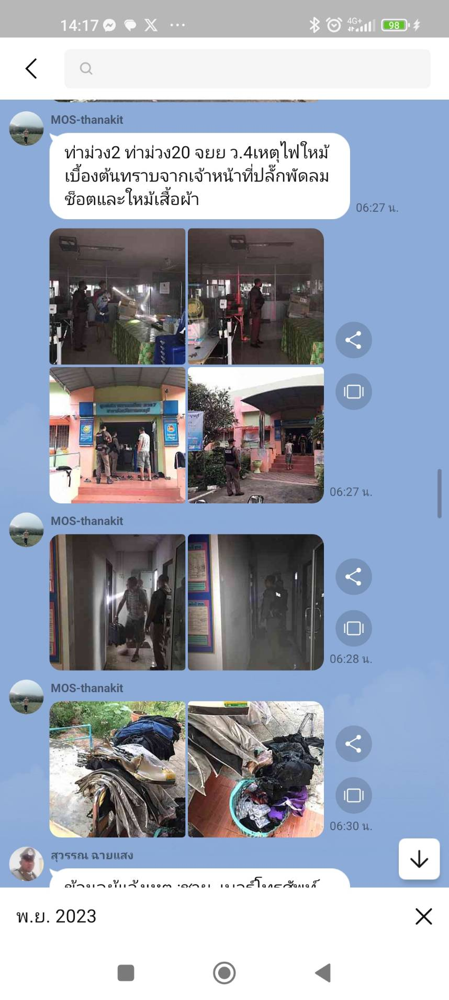 14:17
4G+
98
MOS-thanakit
ท่าม่วง2 ท่าม่วง20 จยย ว.4เหตุไฟใหม้
เบื้องต้นทราบจากเจ้าหน้าที่ปลั๊กพัดลม
ช็อตและใหม้เสื้อผ้า
06:27 น.
POLICE
06:27 น.
MOS-thanakit
06:28 น.
MOS-thanakit
06:30 น.
สุวรรณ ฉายแสง
พ.ย. 2023